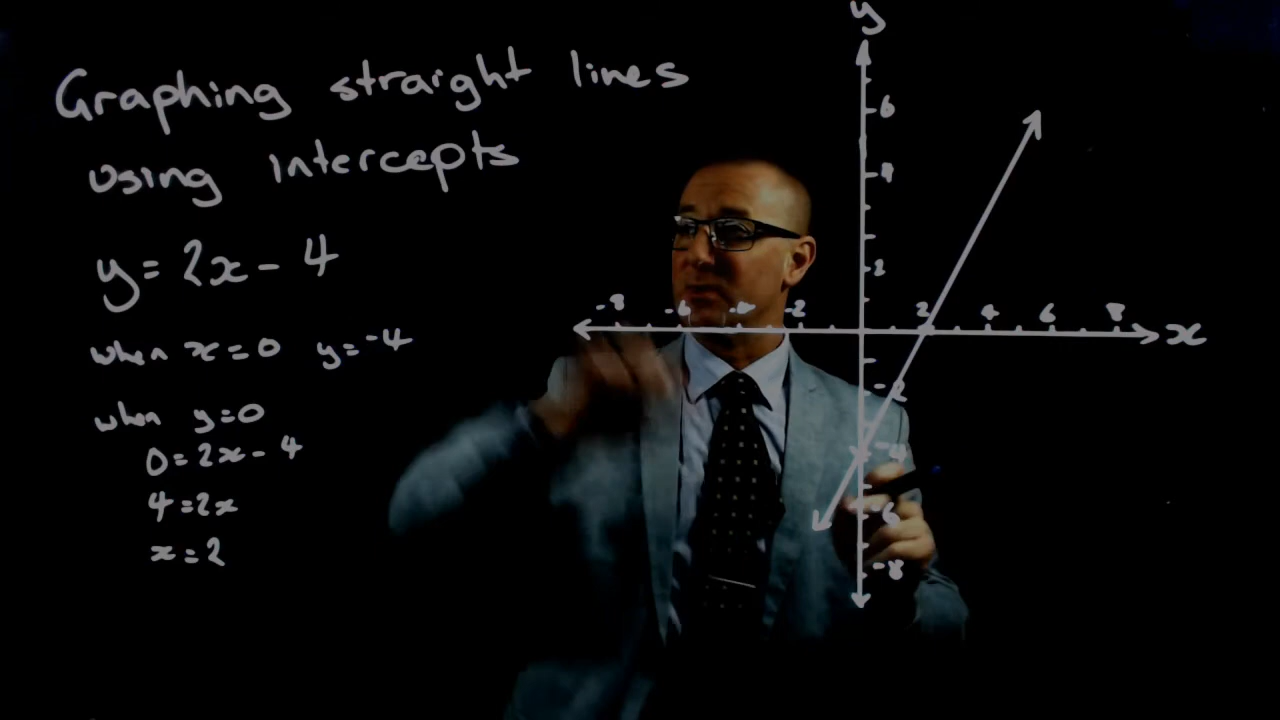 Graphing straight lines
using intercepts
y = 2x - 4
when x = 0 y = -4
when y = 0
0 = 2x - 4
4 = 2x
x = 2
y
6
4
2
-8 -6 -4 -2 2 4 6 8 x
-2
-4
-6
-8